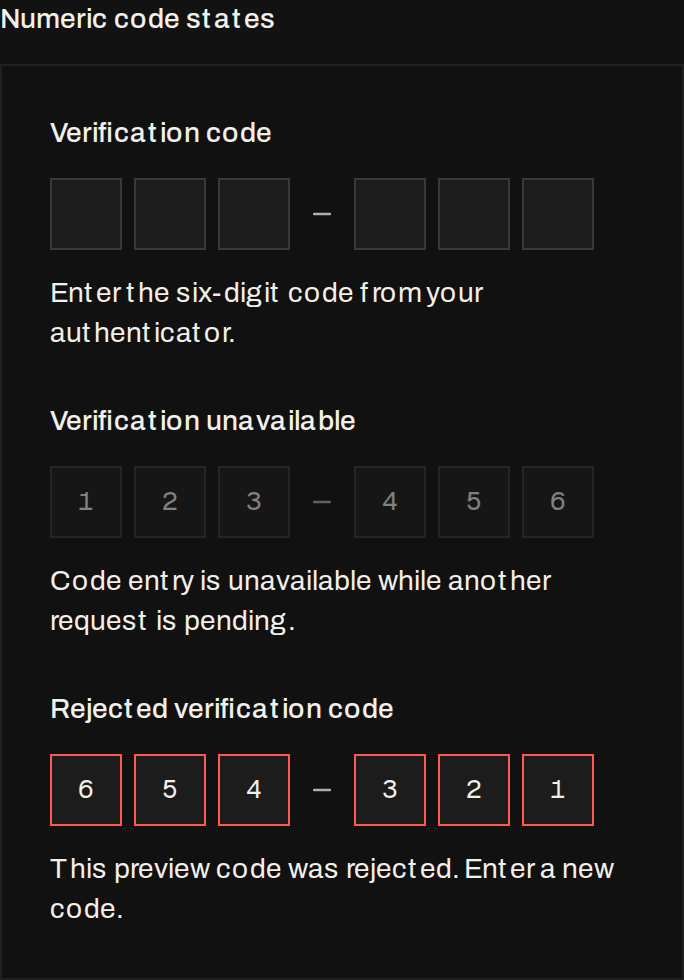 Numeric code states
Verification code
–
Enter the six-digit code from your
authenticator.
Verification unavailable
1 2 3 – 4 5 6
Code entry is unavailable while another
request is pending.
Rejected verification code
6 5 4 – 3 2 1
This preview code was rejected. Enter a new
code.